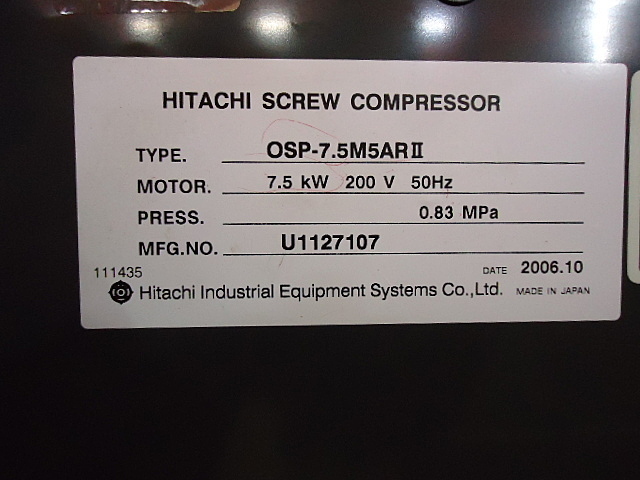 HITACHI SCREW COMPRESSOR
TYPE. OSP-7.5M5ARⅡ
MOTOR. 7.5 kW 200 V 50Hz
PRESS. 0.83 MPa
MFG.NO. U1127107
111435 DATE 2006.10
Hitachi Industrial Equipment Systems Co.,Ltd. MADE IN JAPAN